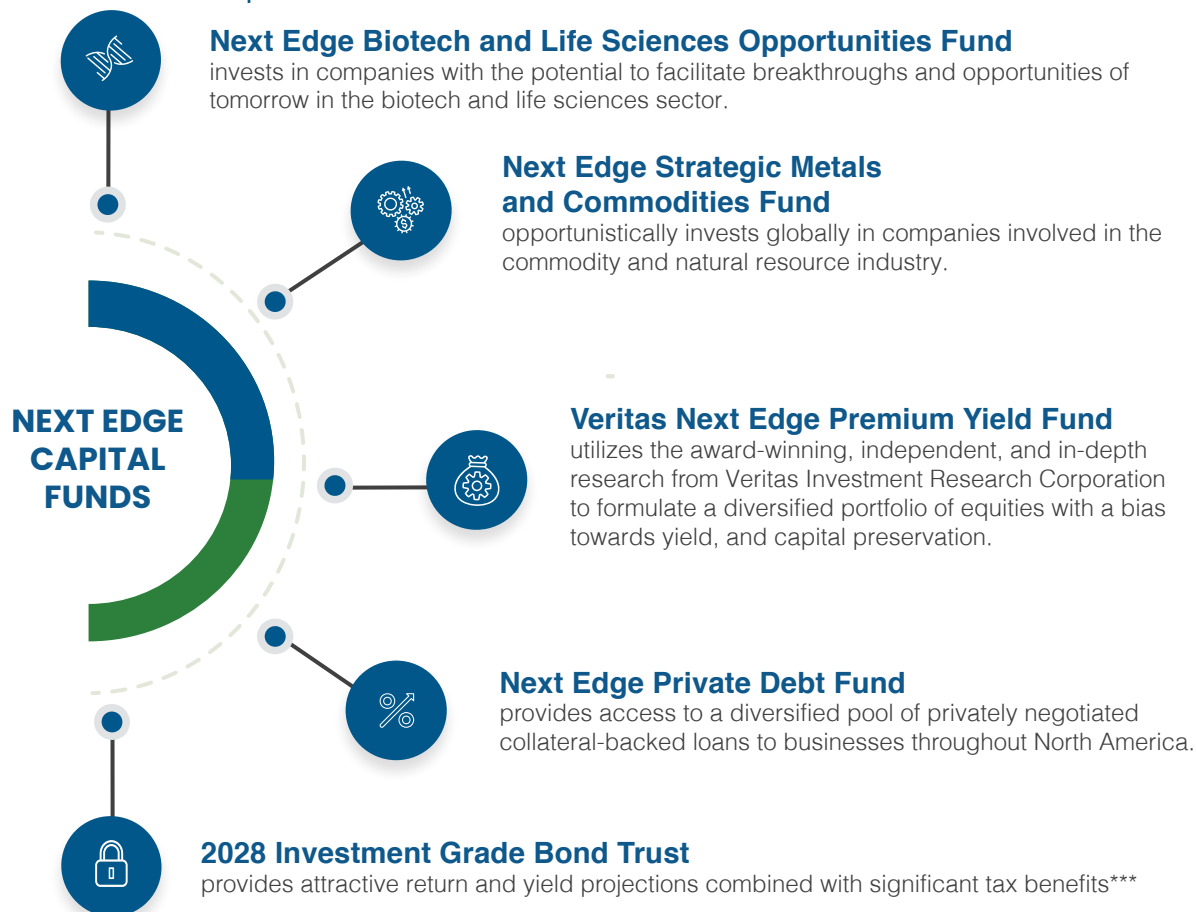 Next Edge Biotech and Life Sciences Opportunities Fund
invests in companies with the potential to facilitate breakthroughs and opportunities of
tomorrow in the biotech and life sciences sector.
Next Edge Strategic Metals
and Commodities Fund
opportunistically invests globally in companies involved in the
commodity and natural resource industry.
NEXT EDGE
CAPITAL
FUNDS
Veritas Next Edge Premium Yield Fund
utilizes the award-winning, independent, and in-depth
research from Veritas Investment Research Corporation
to formulate a diversified portfolio of equities with a bias
towards yield, and capital preservation.
Next Edge Private Debt Fund
provides access to a diversified pool of privately negotiated
collateral-backed loans to businesses throughout North America.
2028 Investment Grade Bond Trust
provides attractive return and yield projections combined with significant tax benefits***